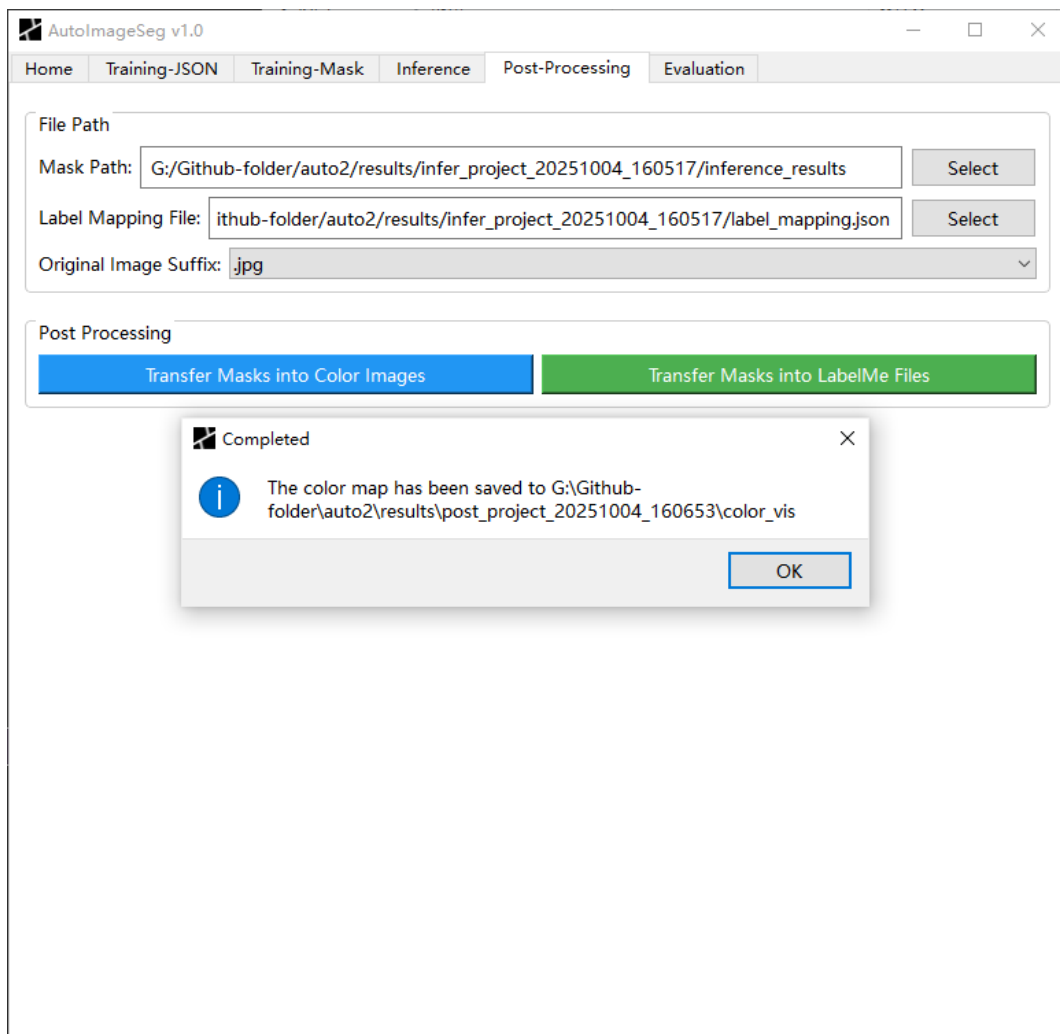 AutoImageSeg v1.0
Home Training-JSON Training-Mask Inference Post-Processing Evaluation
File Path
Mask Path: G:/Github-folder/auto2/results/infer_project_20251004_160517/inference_results Select
Label Mapping File: ithub-folder/auto2/results/infer_project_20251004_160517/label_mapping.json Select
Original Image Suffix: .jpg
Post Processing
Transfer Masks into Color Images Transfer Masks into LabelMe Files
Completed
The color map has been saved to G:\Github-
folder\auto2\results\post_project_20251004_160653\color_vis
OK